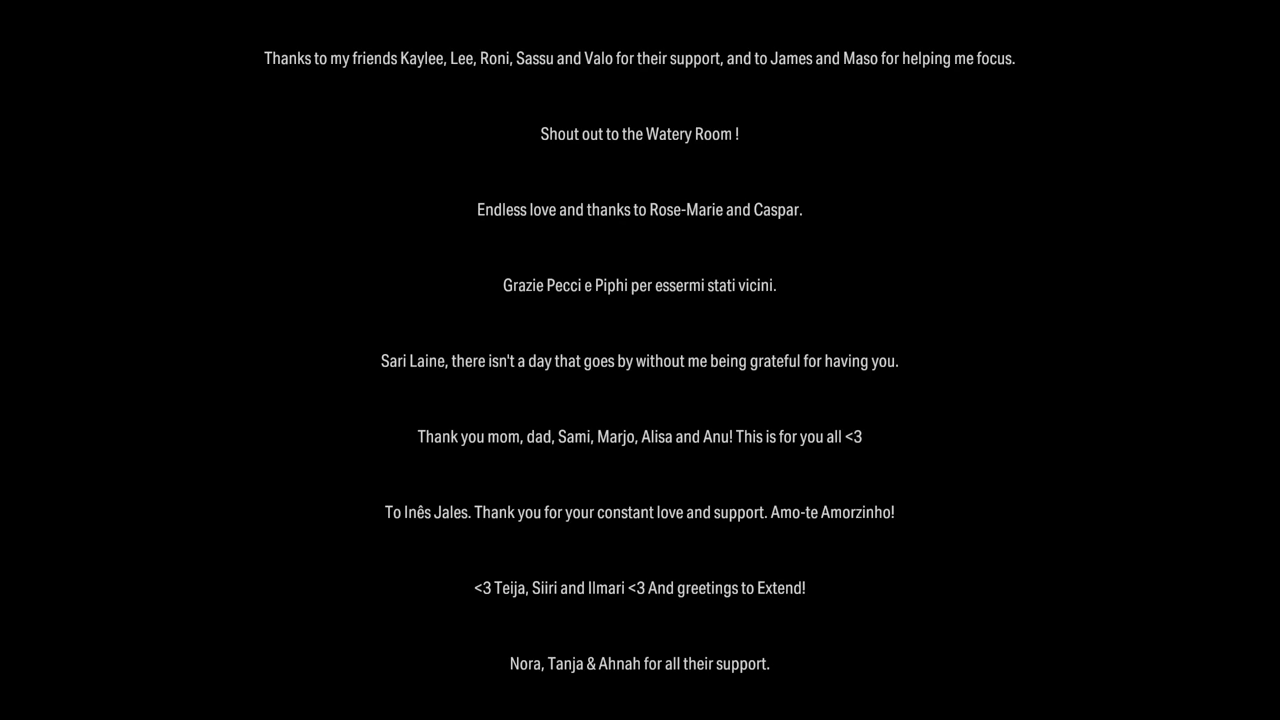 Thanks to my friends Kaylee, Lee, Roni, Sassu and Valo for their support, and to James and Maso for helping me focus.
Shout out to the Watery Room !
Endless love and thanks to Rose-Marie and Caspar.
Grazie Pecci e Piphi per essermi stati vicini.
Sari Laine, there isn't a day that goes by without me being grateful for having you.
Thank you mom, dad, Sami, Marjo, Alisa and Anu! This is for you all <3
To Inês Jales. Thank you for your constant love and support. Amo-te Amorzinho!
<3 Teija, Siiri and Ilmari <3 And greetings to Extend!
Nora, Tanja & Ahnah for all their support.